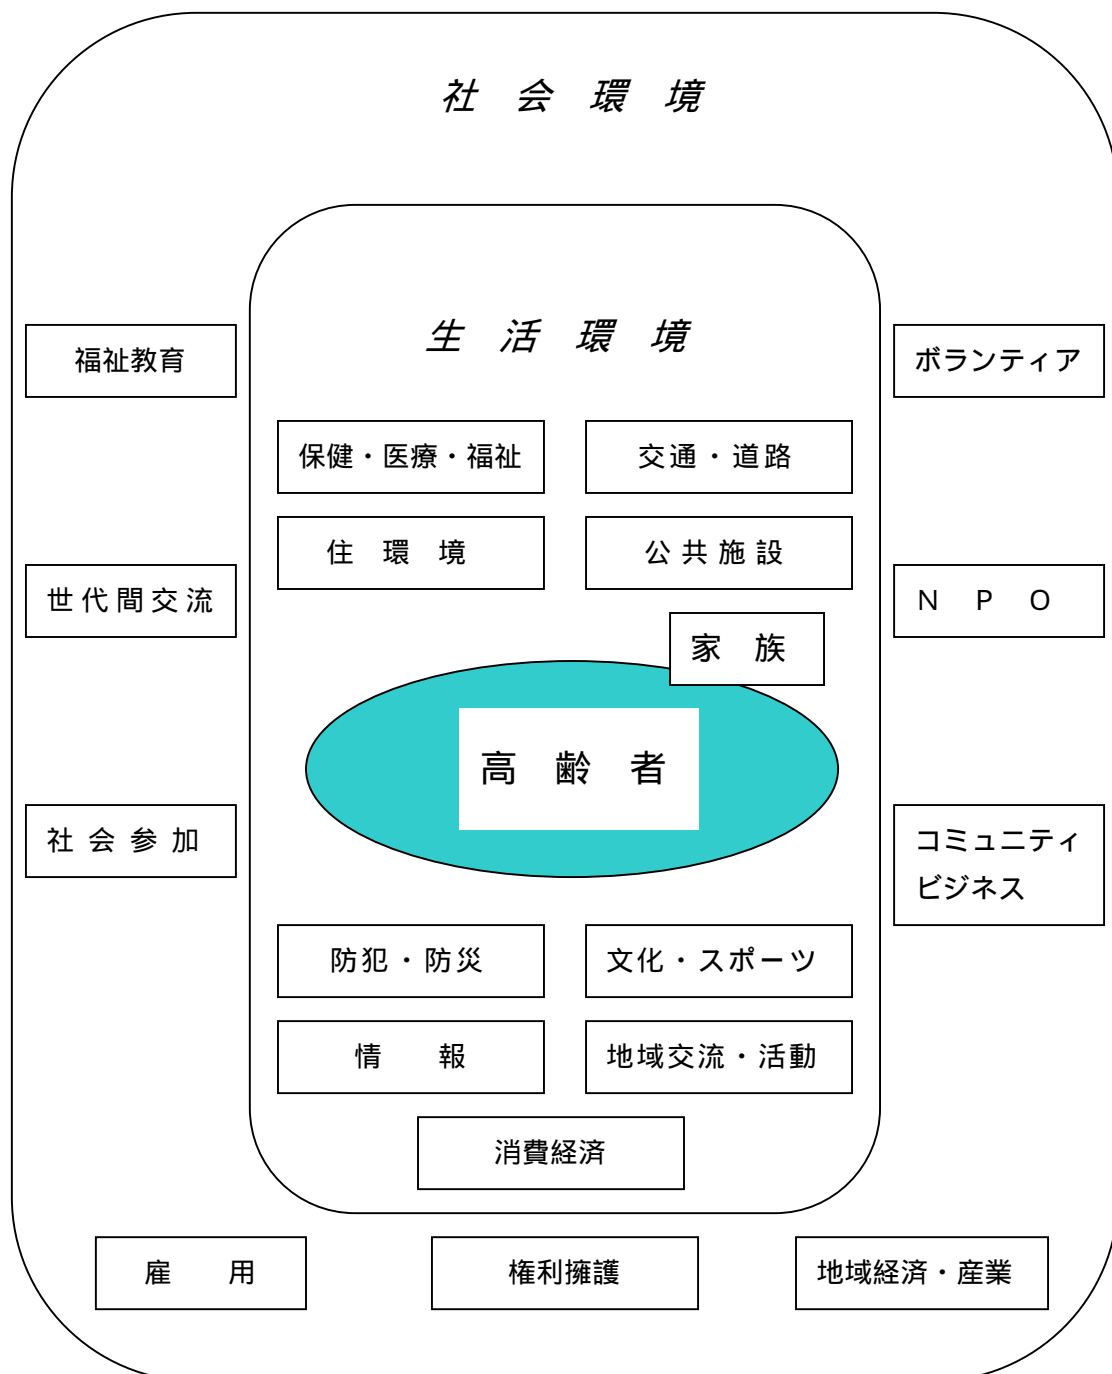 社会環境
生活環境
福祉教育
ボランティア
保健・医療・福祉
交通・道路
住環境
公共施設
世代間交流
NPO
家族
高齢者
社会参加
コミュニティ
ビジネス
防犯・防災
文化・スポーツ
情報
地域交流・活動
消費経済
雇用
権利擁護
地域経済・産業